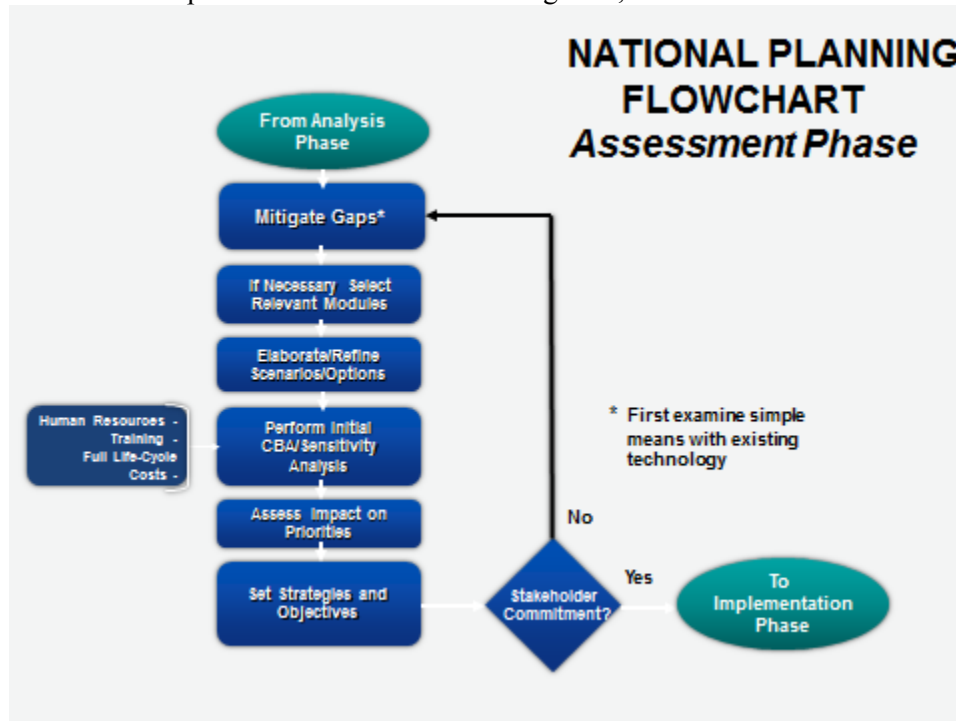 NATIONAL PLANNING
FLOWCHART
Assessment Phase
From Analysis
Phase
Mitigate Gaps*
If Necessary Select
Relevant Modules
Elaborate/Refine
Scenarios/Options
Human Resources -
Training -
Full Life-Cycle
Costs -
Perform Initial
CBA/Sensitivity
Analysis
* First examine simple
means with existing
technology
Assess Impact on
Priorities
Set Strategies and
Objectives
Stakeholder
Commitment?
No
Yes
To
Implementation
Phase